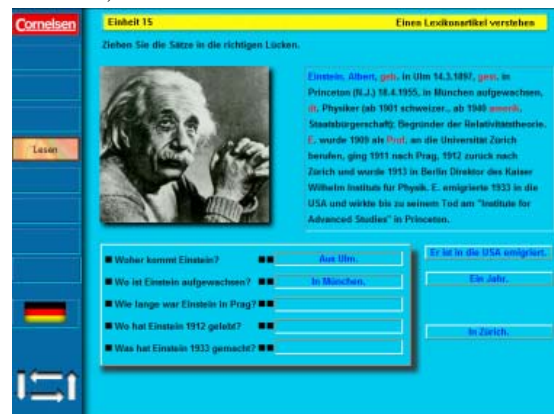 Cornelsen
Einheit 15
Einen Lexikonartikel verstehen
Ziehen Sie die Sätze in die richtigen Lücken.
Lesen
Einstein, Albert, geb. in Ulm 14.3.1897, gest. in
Princeton (N.J.) 18.4.1955, in München aufgewachsen,
dt. Physiker (ab 1901 schweizer., ab 1940 amerik.
Staatsbürgerschaft); Begründer der Relativitätstheorie.
E. wurde 1909 als Prof. an die Universität Zürich
berufen, ging 1911 nach Prag, 1912 zurück nach
Zürich und wurde 1913 in Berlin Direktor des Kaiser
Wilhelm Instituts für Physik. E. emigrierte 1933 in die
USA und wirkte bis zu seinem Tod am "Institute for
Advanced Studies" in Princeton.
Woher kommt Einstein? Aus Ulm.
Wo ist Einstein aufgewachsen? In München.
Wie lange war Einstein in Prag?
Wo hat Einstein 1912 gelebt?
Was hat Einstein 1933 gemacht?
Er ist in die USA emigriert.
Ein Jahr.
In Zürich.